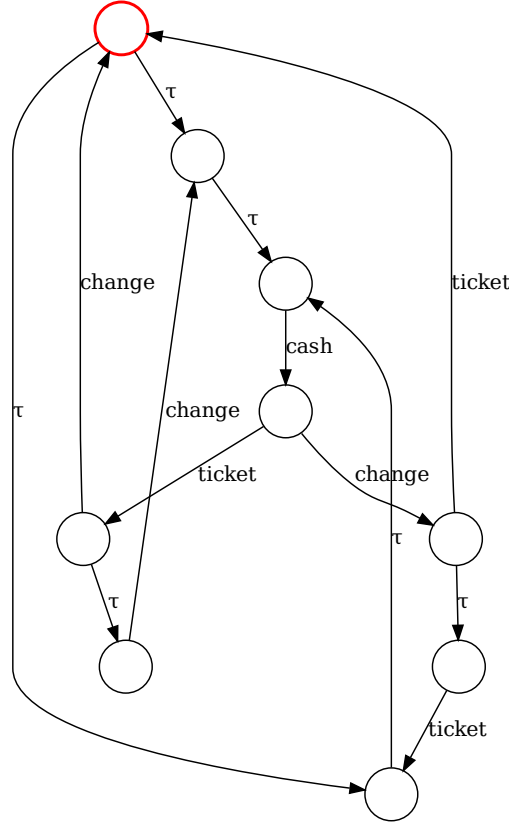 τ
τ
change
ticket
cash
τ
change
ticket
change
τ
τ
τ
ticket